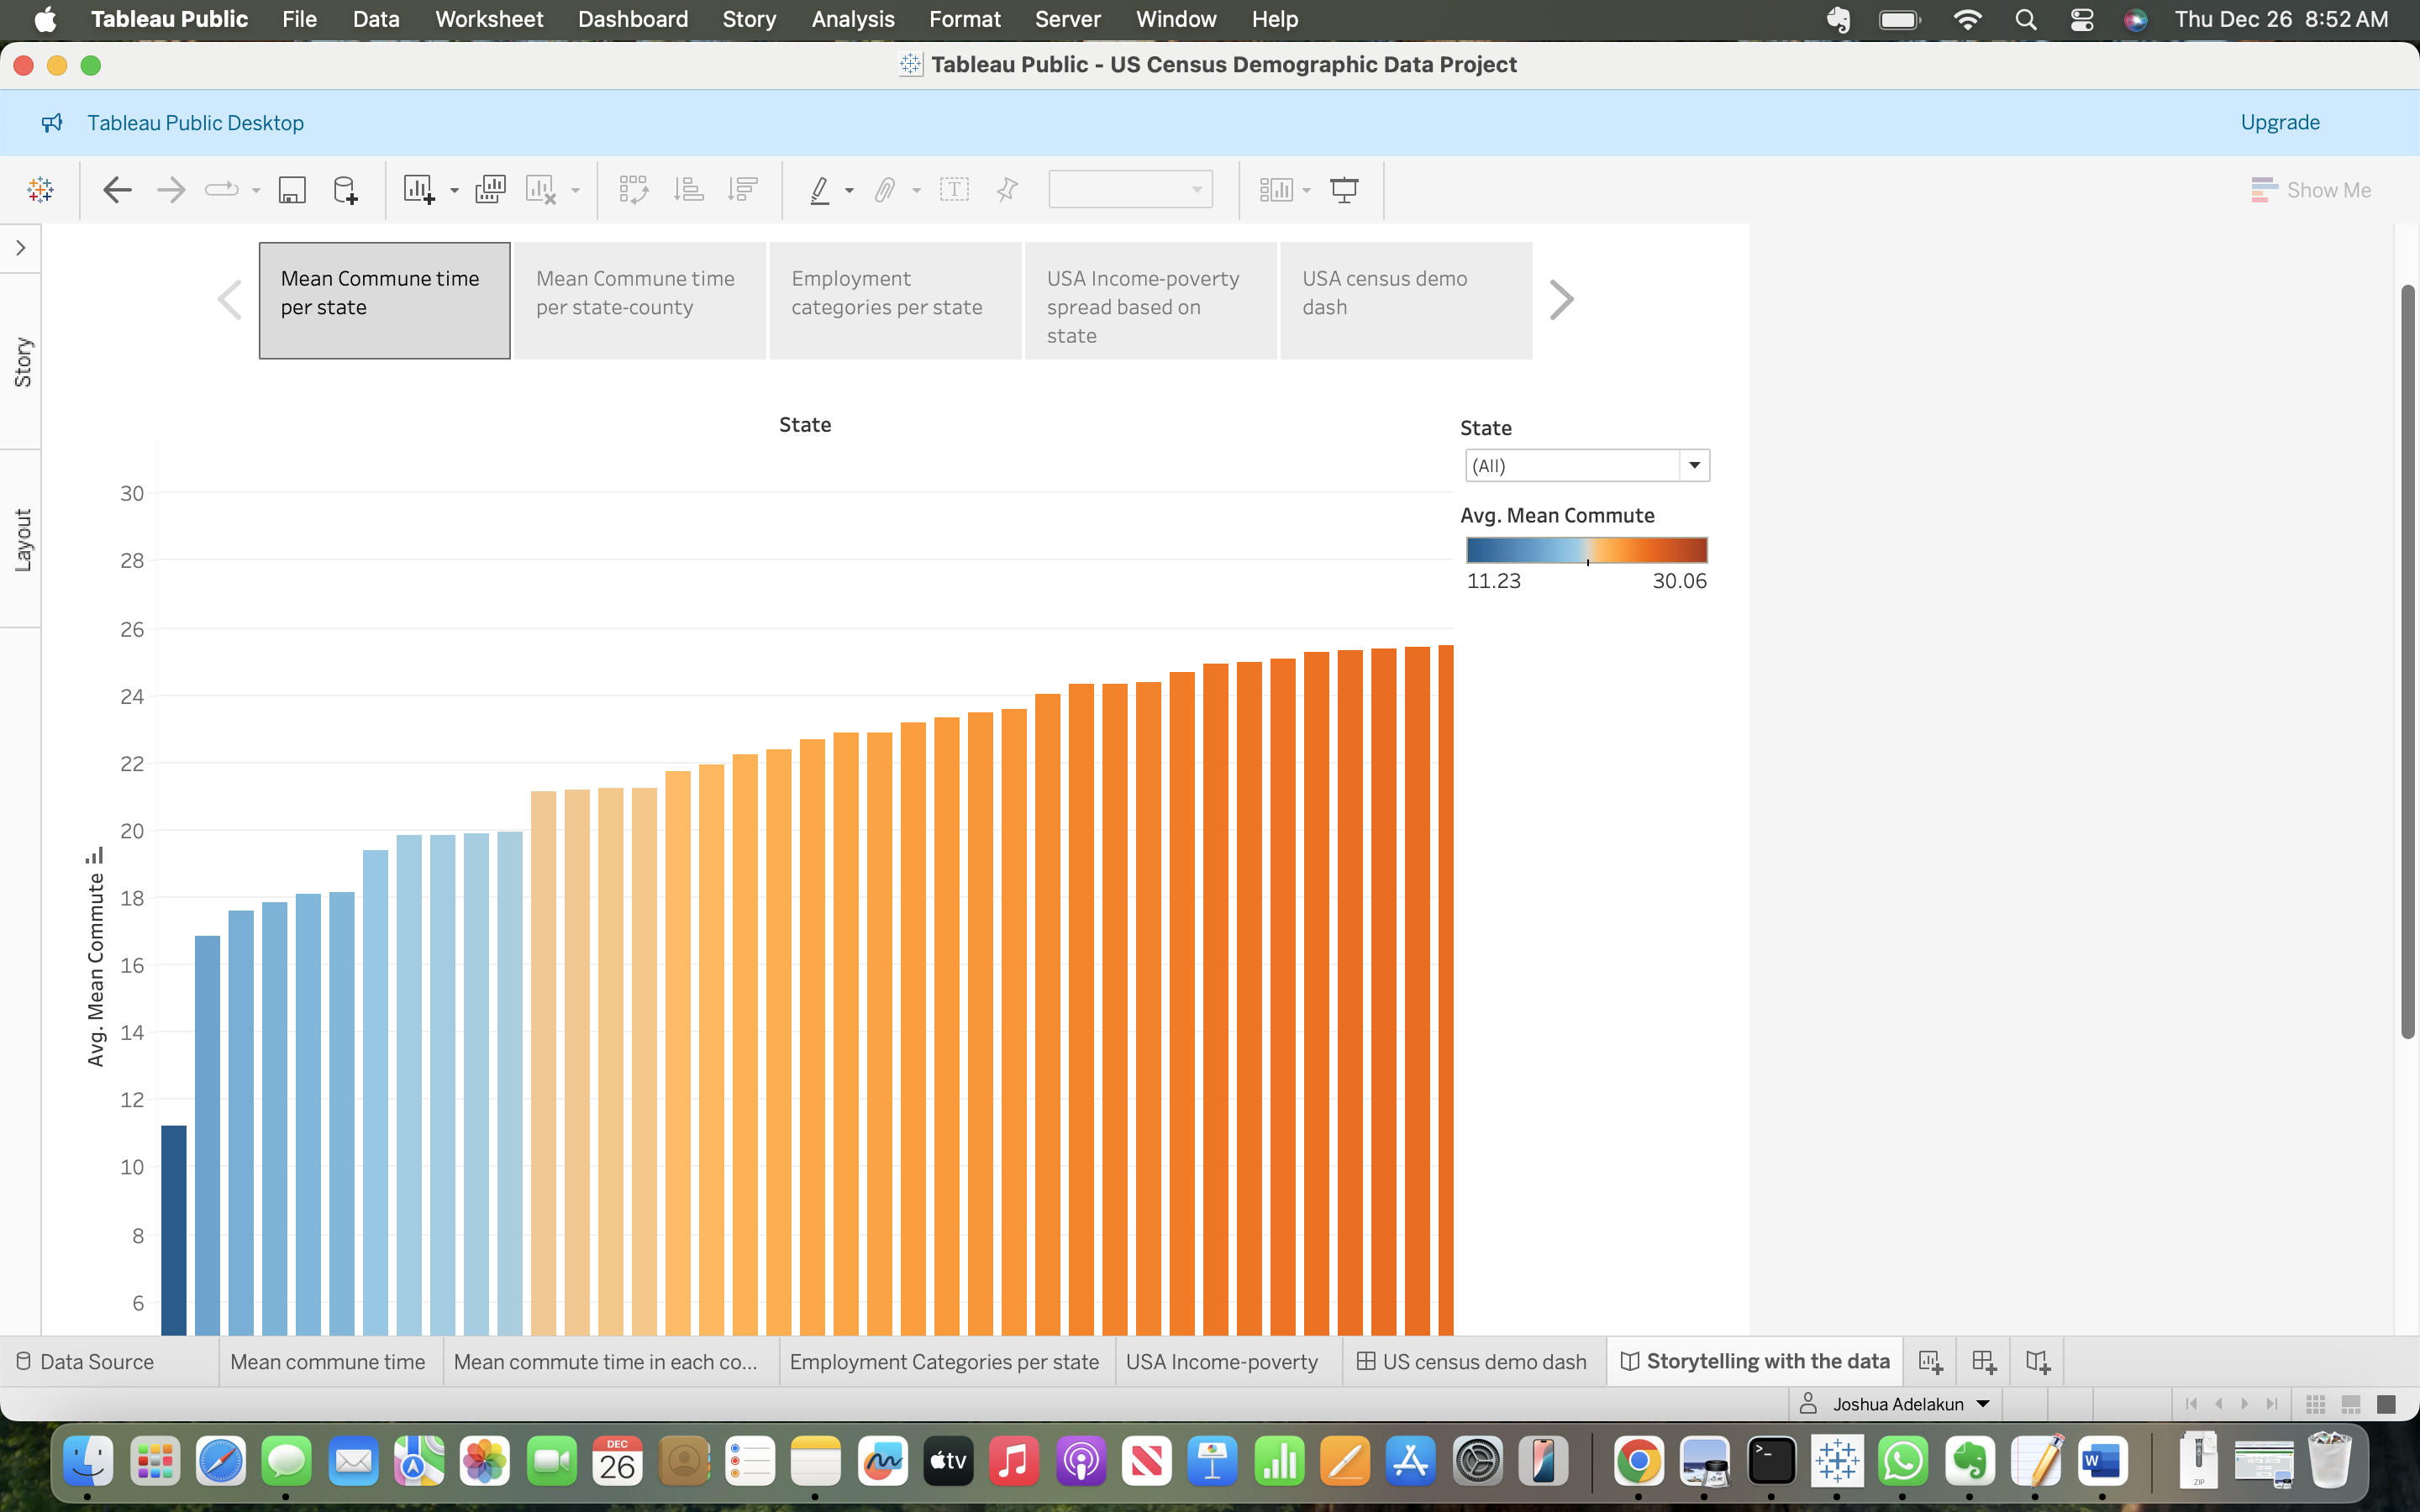 Tableau Public File Data Worksheet Dashboard Story Analysis Format Server Window Help Thu Dec 26 8:52 AM
Tableau Public - US Census Demographic Data Project
Tableau Public Desktop Upgrade
Show Me
Story
Layout
Mean Commune time
per state
Mean Commune time
per state-county
Employment
categories per state
USA Income-poverty
spread based on
state
USA census demo
dash
State
State
(All)
Avg. Mean Commute
11.23 30.06
30
28
26
24
22
20
18
16
14
12
10
8
6
Avg. Mean Commute
Data Source Mean commune time Mean commute time in each co... Employment Categories per state USA Income-poverty US census demo dash Storytelling with the data
Joshua Adelakun
DEC
26
tv
>_
W
ZIP